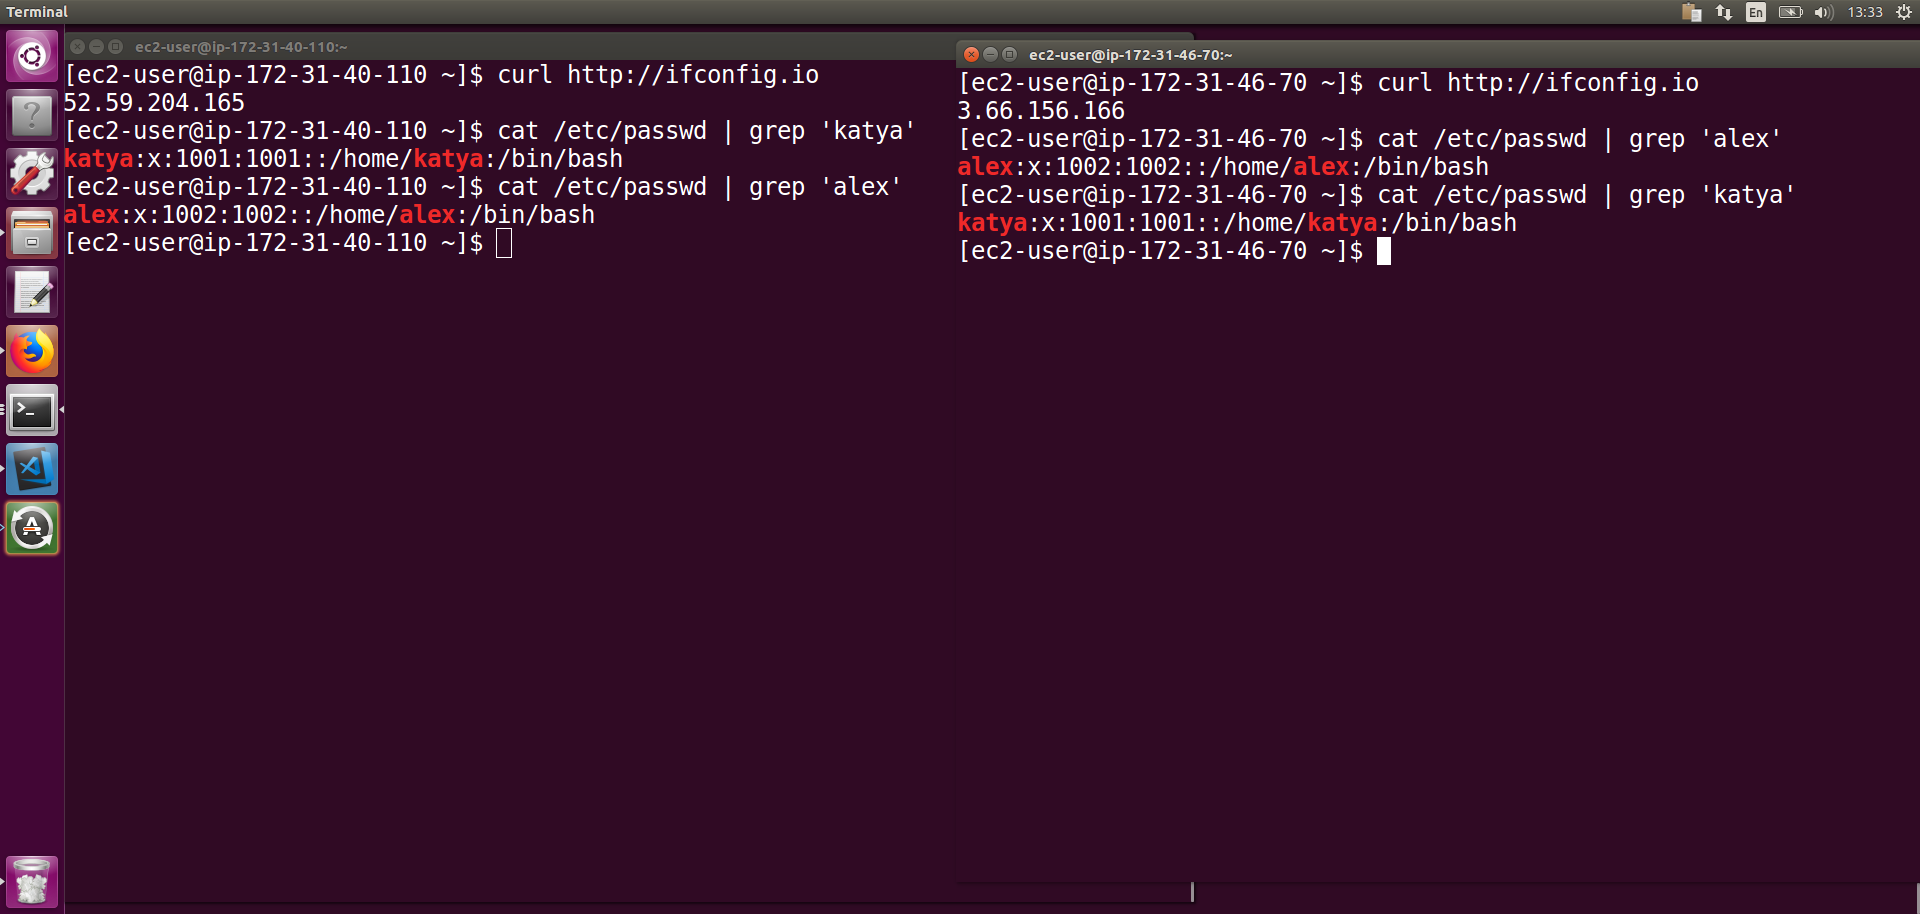 Terminal
En
13:33
ec2-user@ip-172-31-40-110:~
[ec2-user@ip-172-31-40-110 ~]$ curl http://ifconfig.io
52.59.204.165
[ec2-user@ip-172-31-40-110 ~]$ cat /etc/passwd | grep 'katya'
katya:x:1001:1001::/home/katya:/bin/bash
[ec2-user@ip-172-31-40-110 ~]$ cat /etc/passwd | grep 'alex'
alex:x:1002:1002::/home/alex:/bin/bash
[ec2-user@ip-172-31-40-110 ~]$
ec2-user@ip-172-31-46-70:~
[ec2-user@ip-172-31-46-70 ~]$ curl http://ifconfig.io
3.66.156.166
[ec2-user@ip-172-31-46-70 ~]$ cat /etc/passwd | grep 'alex'
alex:x:1002:1002::/home/alex:/bin/bash
[ec2-user@ip-172-31-46-70 ~]$ cat /etc/passwd | grep 'katya'
katya:x:1001:1001::/home/katya:/bin/bash
[ec2-user@ip-172-31-46-70 ~]$